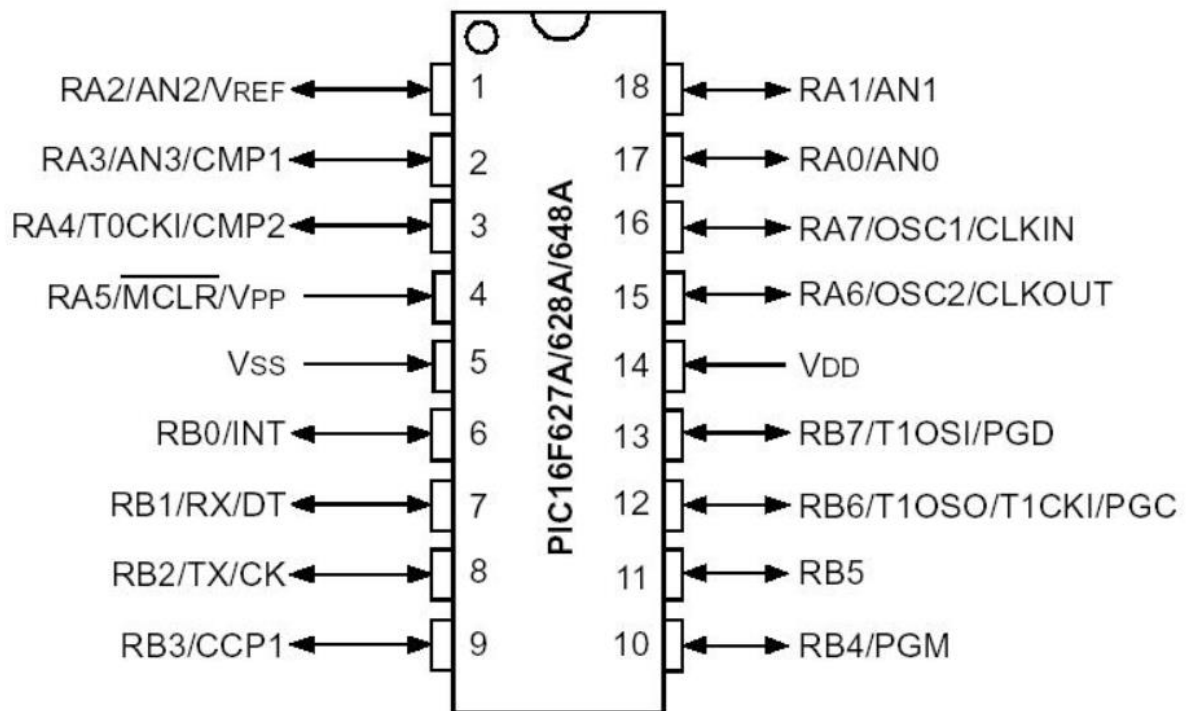 RA2/AN2/VREF 1 18 RA1/AN1
RA3/AN3/CMP1 2 17 RA0/AN0
RA4/T0CKI/CMP2 3 16 RA7/OSC1/CLKIN
RA5/MCLR/VPP 4 15 RA6/OSC2/CLKOUT
VSS 5 14 VDD
RB0/INT 6 13 RB7/T1OSI/PGD
RB1/RX/DT 7 12 RB6/T1OSO/T1CKI/PGC
RB2/TX/CK 8 11 RB5
RB3/CCP1 9 10 RB4/PGM
PIC16F627A/628A/648A